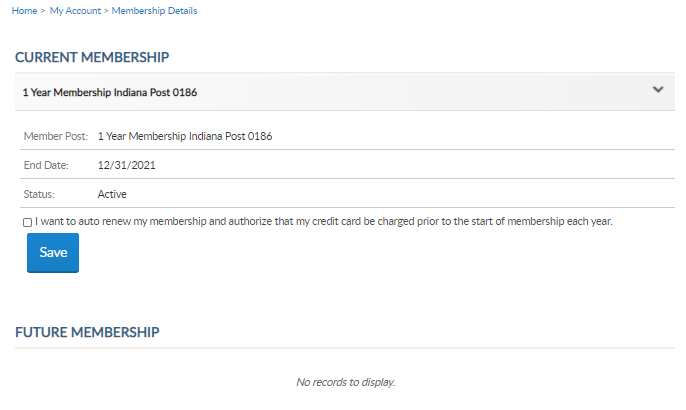 Home > My Account > Membership Details
CURRENT MEMBERSHIP
1 Year Membership Indiana Post 0186
Member Post: 1 Year Membership Indiana Post 0186
End Date: 12/31/2021
Status: Active
I want to auto renew my membership and authorize that my credit card be charged prior to the start of membership each year.
Save
FUTURE MEMBERSHIP
No records to display.